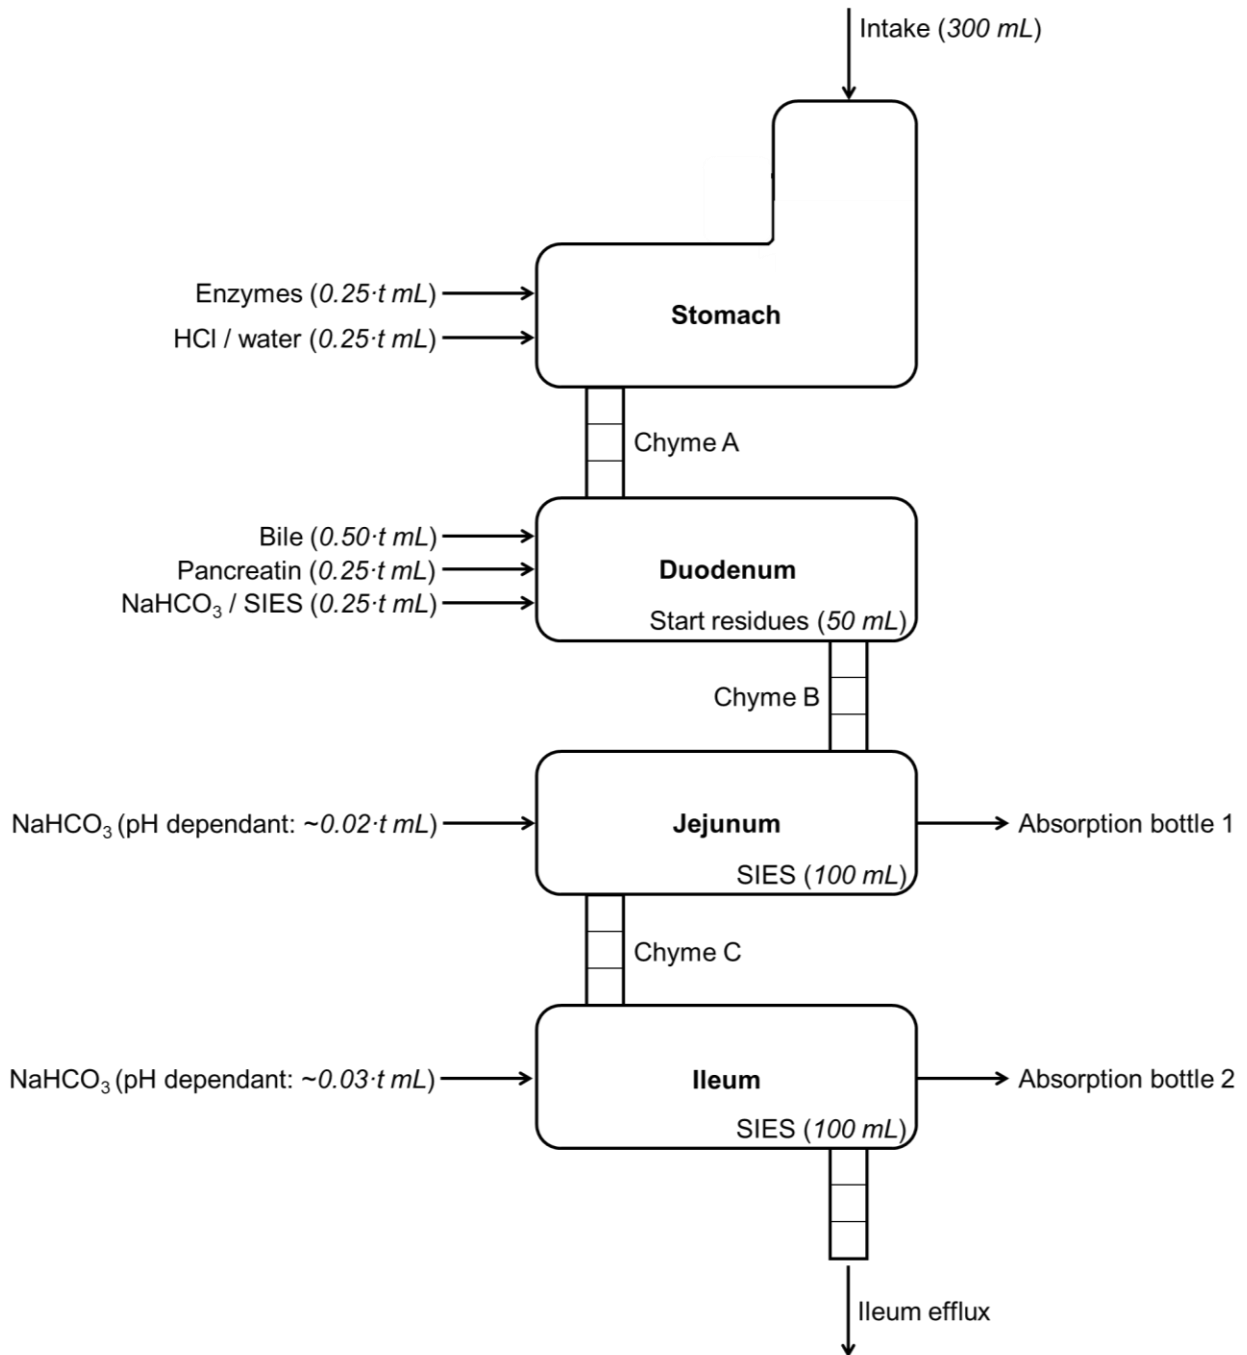 Intake (300 mL)
Enzymes (0.25·t mL)
HCl / water (0.25·t mL)
Stomach
Chyme A
Bile (0.50·t mL)
Pancreatin (0.25·t mL)
NaHCO₃ / SIES (0.25·t mL)
Duodenum
Start residues (50 mL)
Chyme B
NaHCO₃ (pH dependant: ~0.02·t mL)
Jejunum
Absorption bottle 1
SIES (100 mL)
Chyme C
NaHCO₃ (pH dependant: ~0.03·t mL)
Ileum
Absorption bottle 2
SIES (100 mL)
Ileum efflux